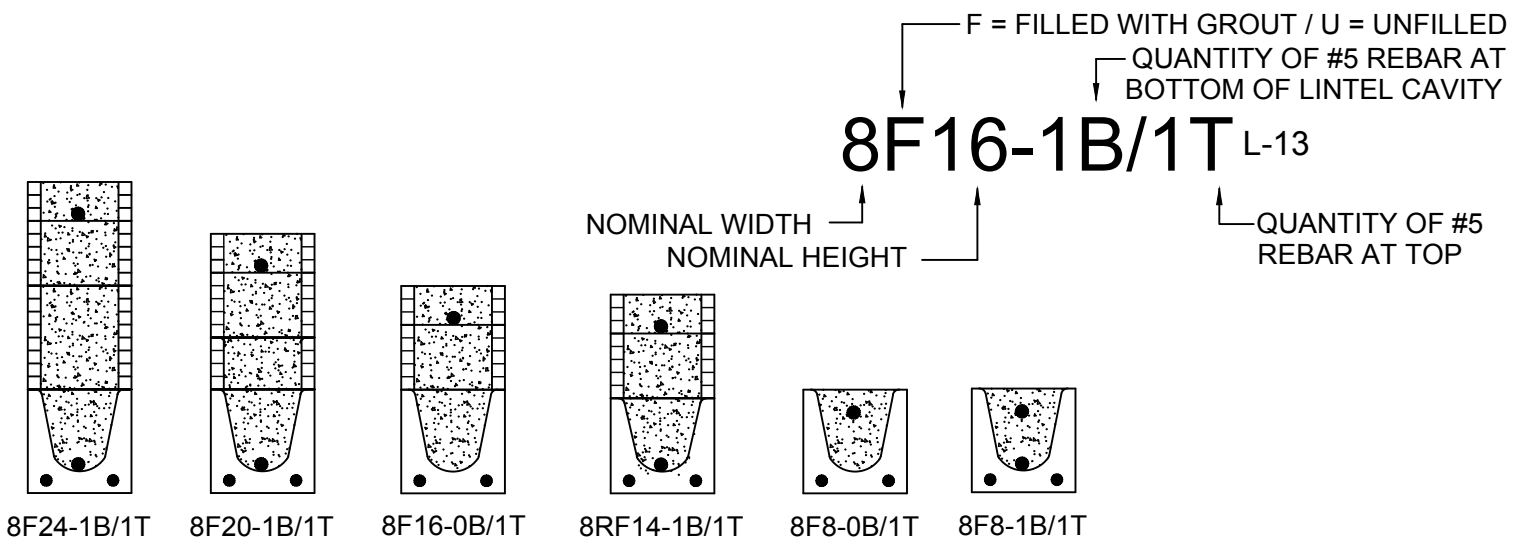 F = FILLED WITH GROUT / U = UNFILLED
QUANTITY OF #5 REBAR AT
BOTTOM OF LINTEL CAVITY
8F16-1B/1T L-13
NOMINAL WIDTH
NOMINAL HEIGHT
QUANTITY OF #5
REBAR AT TOP
8F24-1B/1T
8F20-1B/1T
8F16-0B/1T
8RF14-1B/1T
8F8-0B/1T
8F8-1B/1T